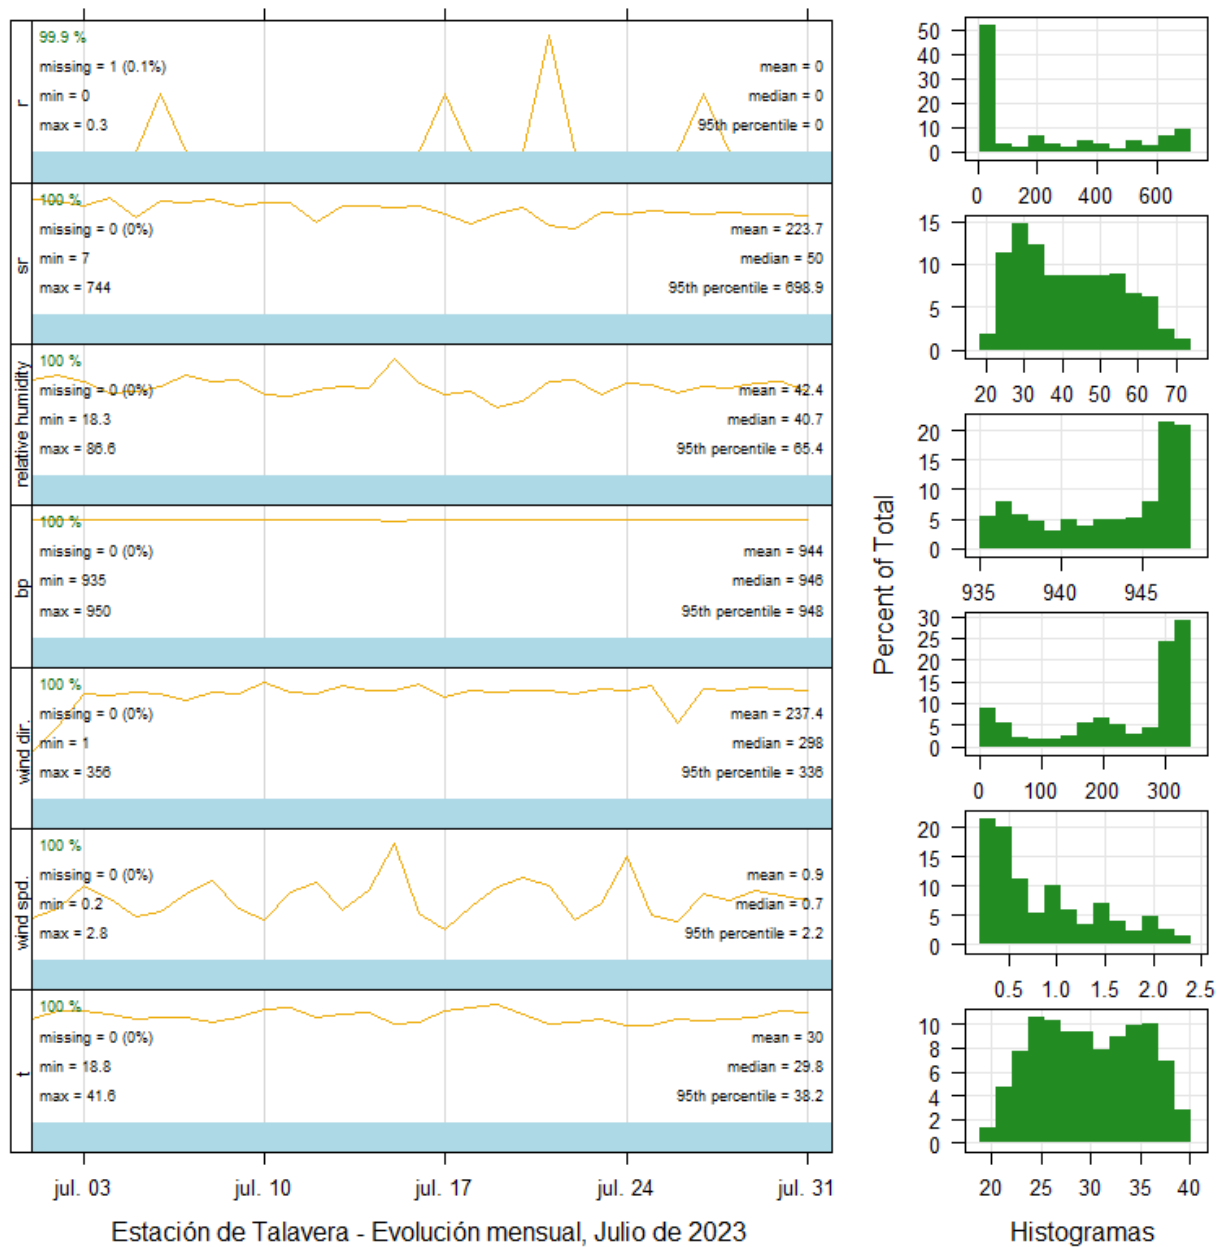 r
99.9 %
missing = 1 (0.1%)
min = 0
max = 0.3
mean = 0
median = 0
95th percentile = 0
sr
100 %
missing = 0 (0%)
min = 7
max = 744
mean = 223.7
median = 50
95th percentile = 698.9
relative humidity
100 %
missing = 0 (0%)
min = 18.3
max = 86.6
mean = 42.4
median = 40.7
95th percentile = 65.4
bp
100 %
missing = 0 (0%)
min = 935
max = 950
mean = 944
median = 946
95th percentile = 948
wind dir.
100 %
missing = 0 (0%)
min = 1
max = 356
mean = 237.4
median = 298
95th percentile = 336
wind spd.
100 %
missing = 0 (0%)
min = 0.2
max = 2.8
mean = 0.9
median = 0.7
95th percentile = 2.2
t
100 %
missing = 0 (0%)
min = 18.8
max = 41.6
mean = 30
median = 29.8
95th percentile = 38.2
jul. 03 jul. 10 jul. 17 jul. 24 jul. 31
Estación de Talavera - Evolución mensual, Julio de 2023
Percent of Total
50
40
30
20
10
0
0 200 400 600
15
10
5
0
20 30 40 50 60 70
20
15
10
5
0
935 940 945
30
25
20
15
10
5
0
0 100 200 300
20
15
10
5
0
0.5 1.0 1.5 2.0 2.5
10
8
6
4
2
0
20 25 30 35 40
Histogramas